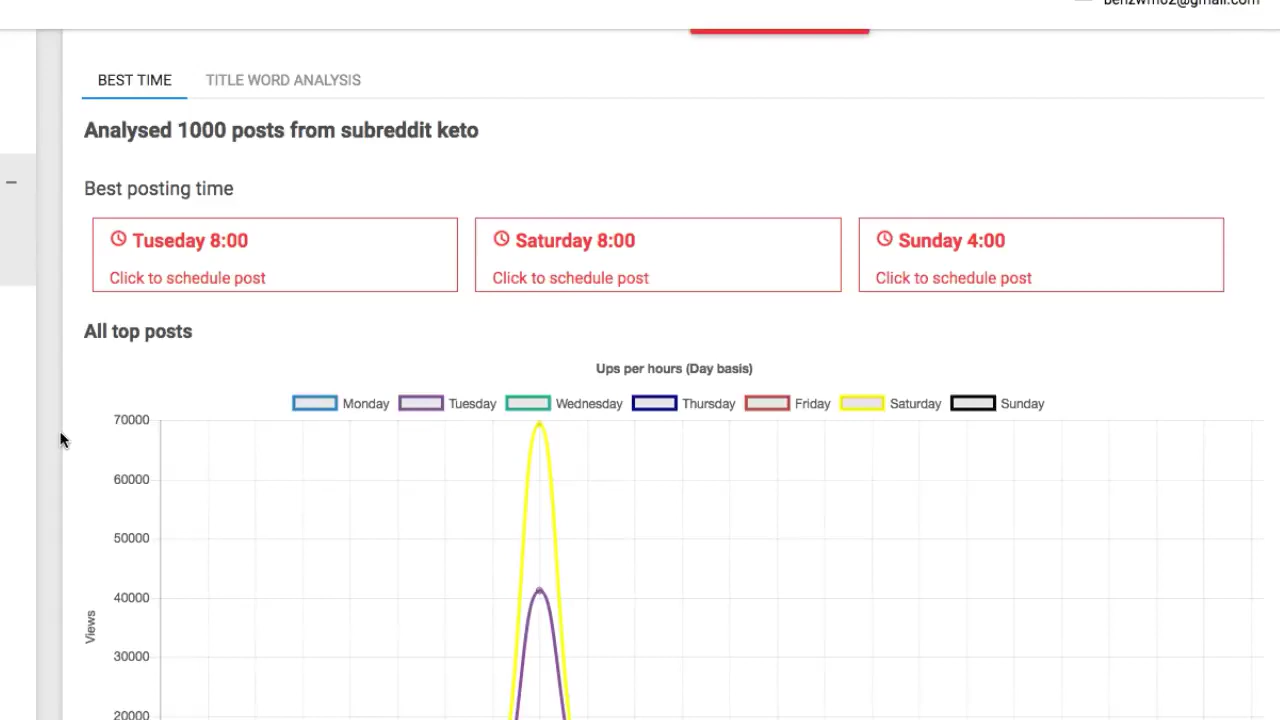 BEST TIME TITLE WORD ANALYSIS
Analysed 1000 posts from subreddit keto
Best posting time
Tuseday 8:00
Click to schedule post
Saturday 8:00
Click to schedule post
Sunday 4:00
Click to schedule post
All top posts
Ups per hours (Day basis)
Monday Tuesday Wednesday Thursday Friday Saturday Sunday
70000
60000
50000
40000
30000
20000
Views